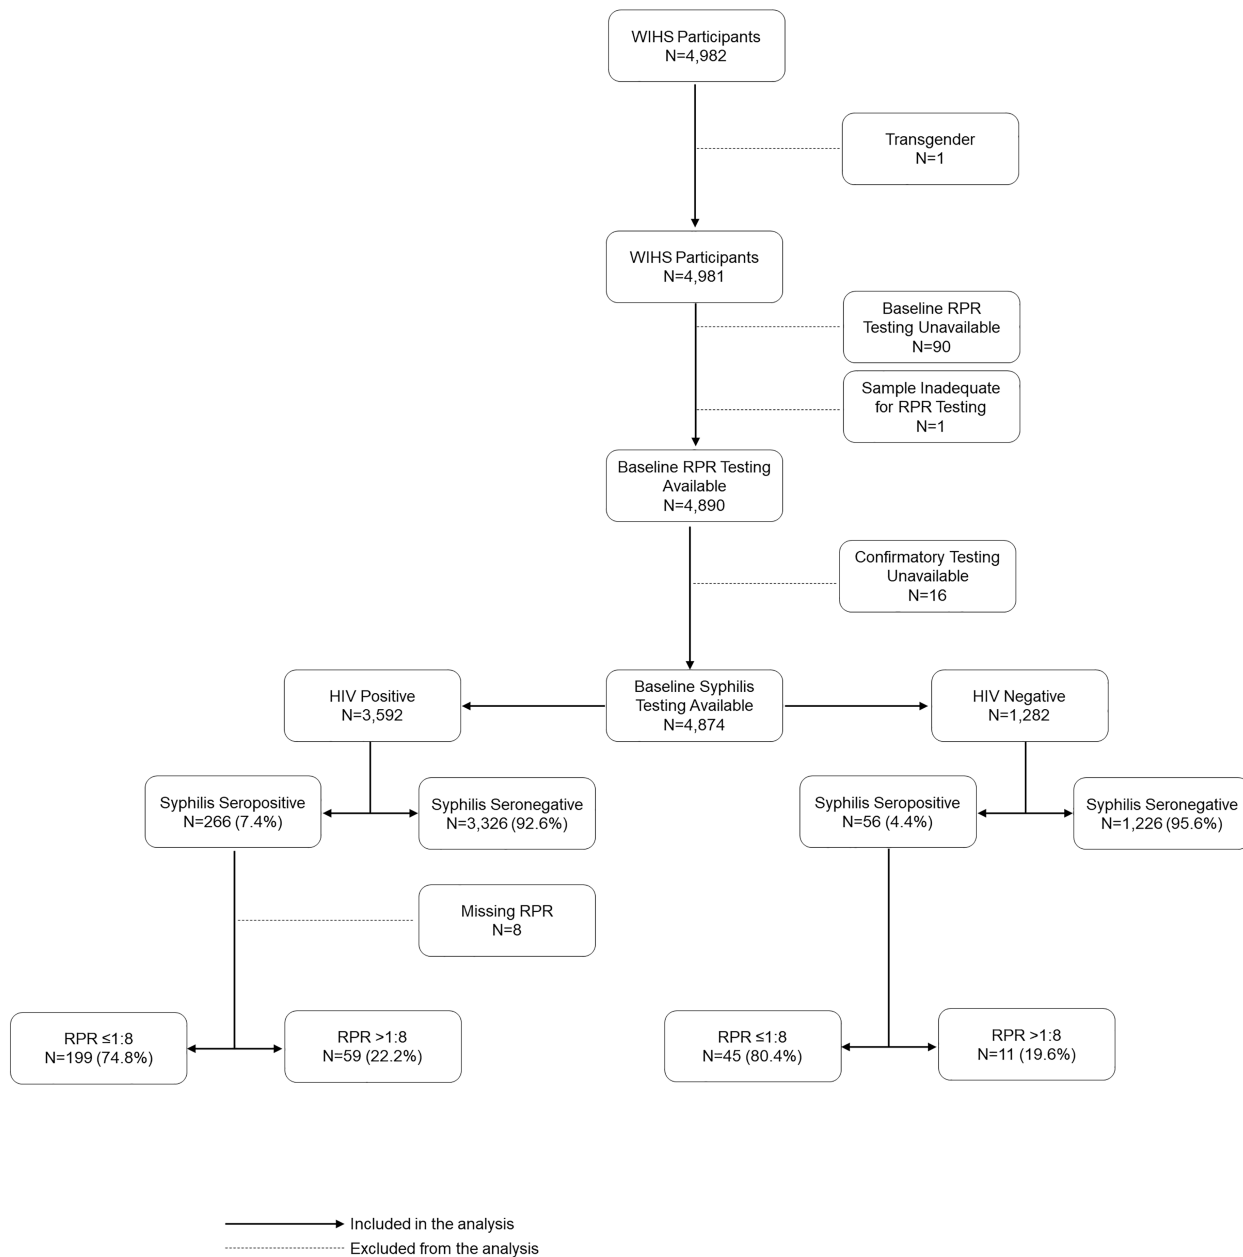 WIHS Participants
N=4,982
Transgender
N=1
WIHS Participants
N=4,981
Baseline RPR
Testing Unavailable
N=90
Sample Inadequate
for RPR Testing
N=1
Baseline RPR Testing
Available
N=4,890
Confirmatory Testing
Unavailable
N=16
HIV Positive
N=3,592
Baseline Syphilis
Testing Available
N=4,874
HIV Negative
N=1,282
Syphilis Seropositive
N=266 (7.4%)
Syphilis Seronegative
N=3,326 (92.6%)
Syphilis Seropositive
N=56 (4.4%)
Syphilis Seronegative
N=1,226 (95.6%)
Missing RPR
N=8
RPR ≤1:8
N=199 (74.8%)
RPR >1:8
N=59 (22.2%)
RPR ≤1:8
N=45 (80.4%)
RPR >1:8
N=11 (19.6%)
Included in the analysis
Excluded from the analysis